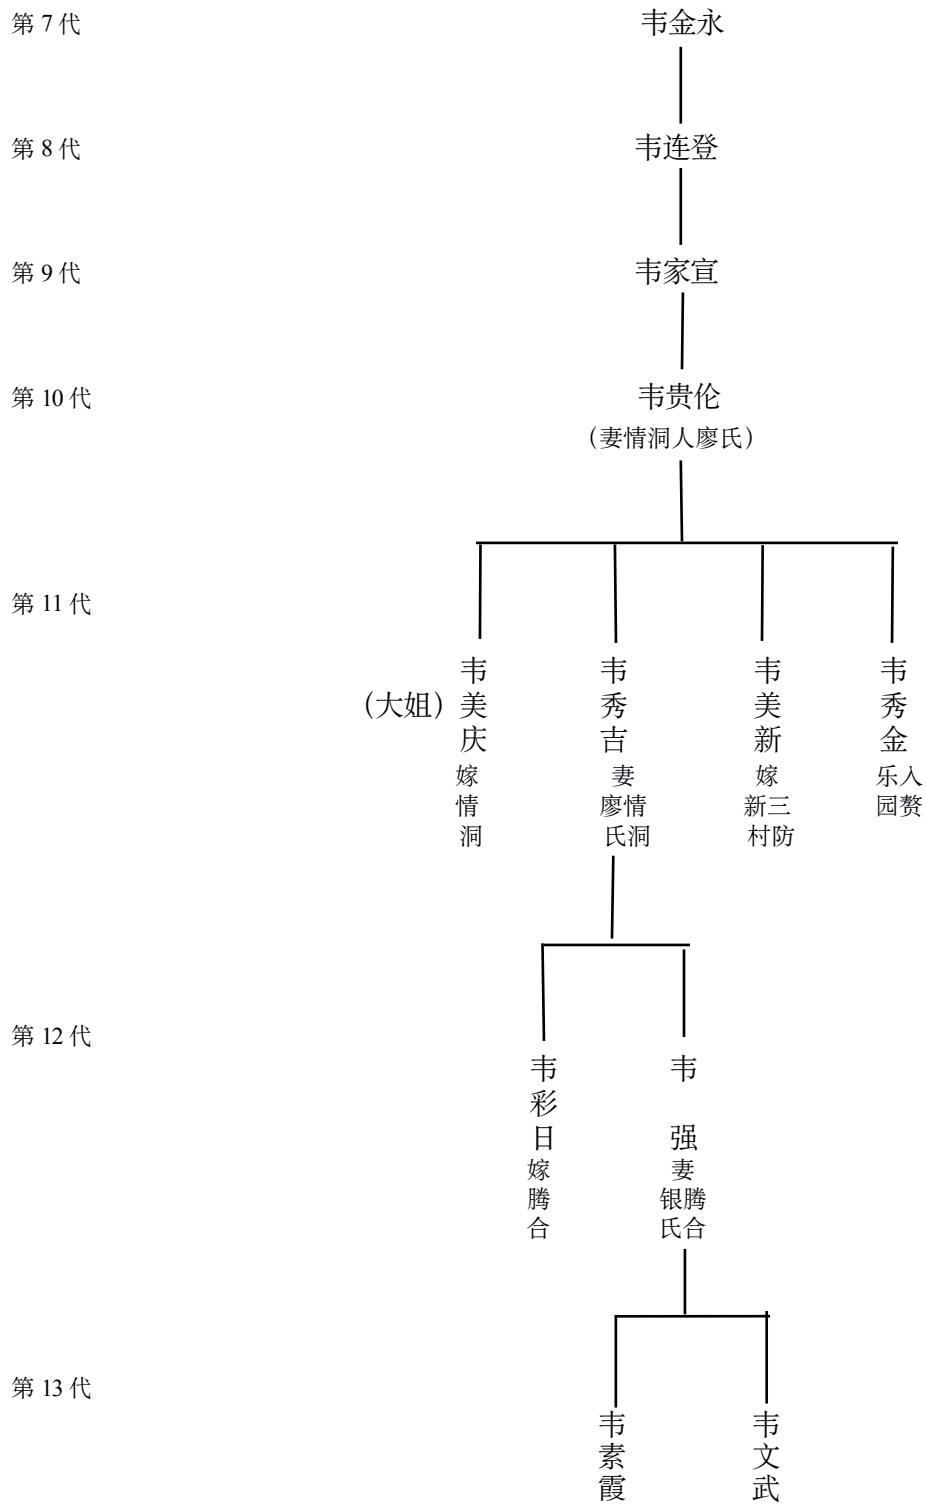 第 7 代
韦金永
第 8 代
韦连登
第 9 代
韦家宣
第 10 代
韦贵伦
（妻情洞人廖氏）
第 11 代
（大姐）
韦美庆
嫁情洞
韦秀吉
妻情洞廖氏
韦美新
嫁三防新村
韦秀金
入赘乐园
第 12 代
韦彩日
嫁腾合
韦强
妻腾合银氏
第 13 代
韦素霞
韦文武